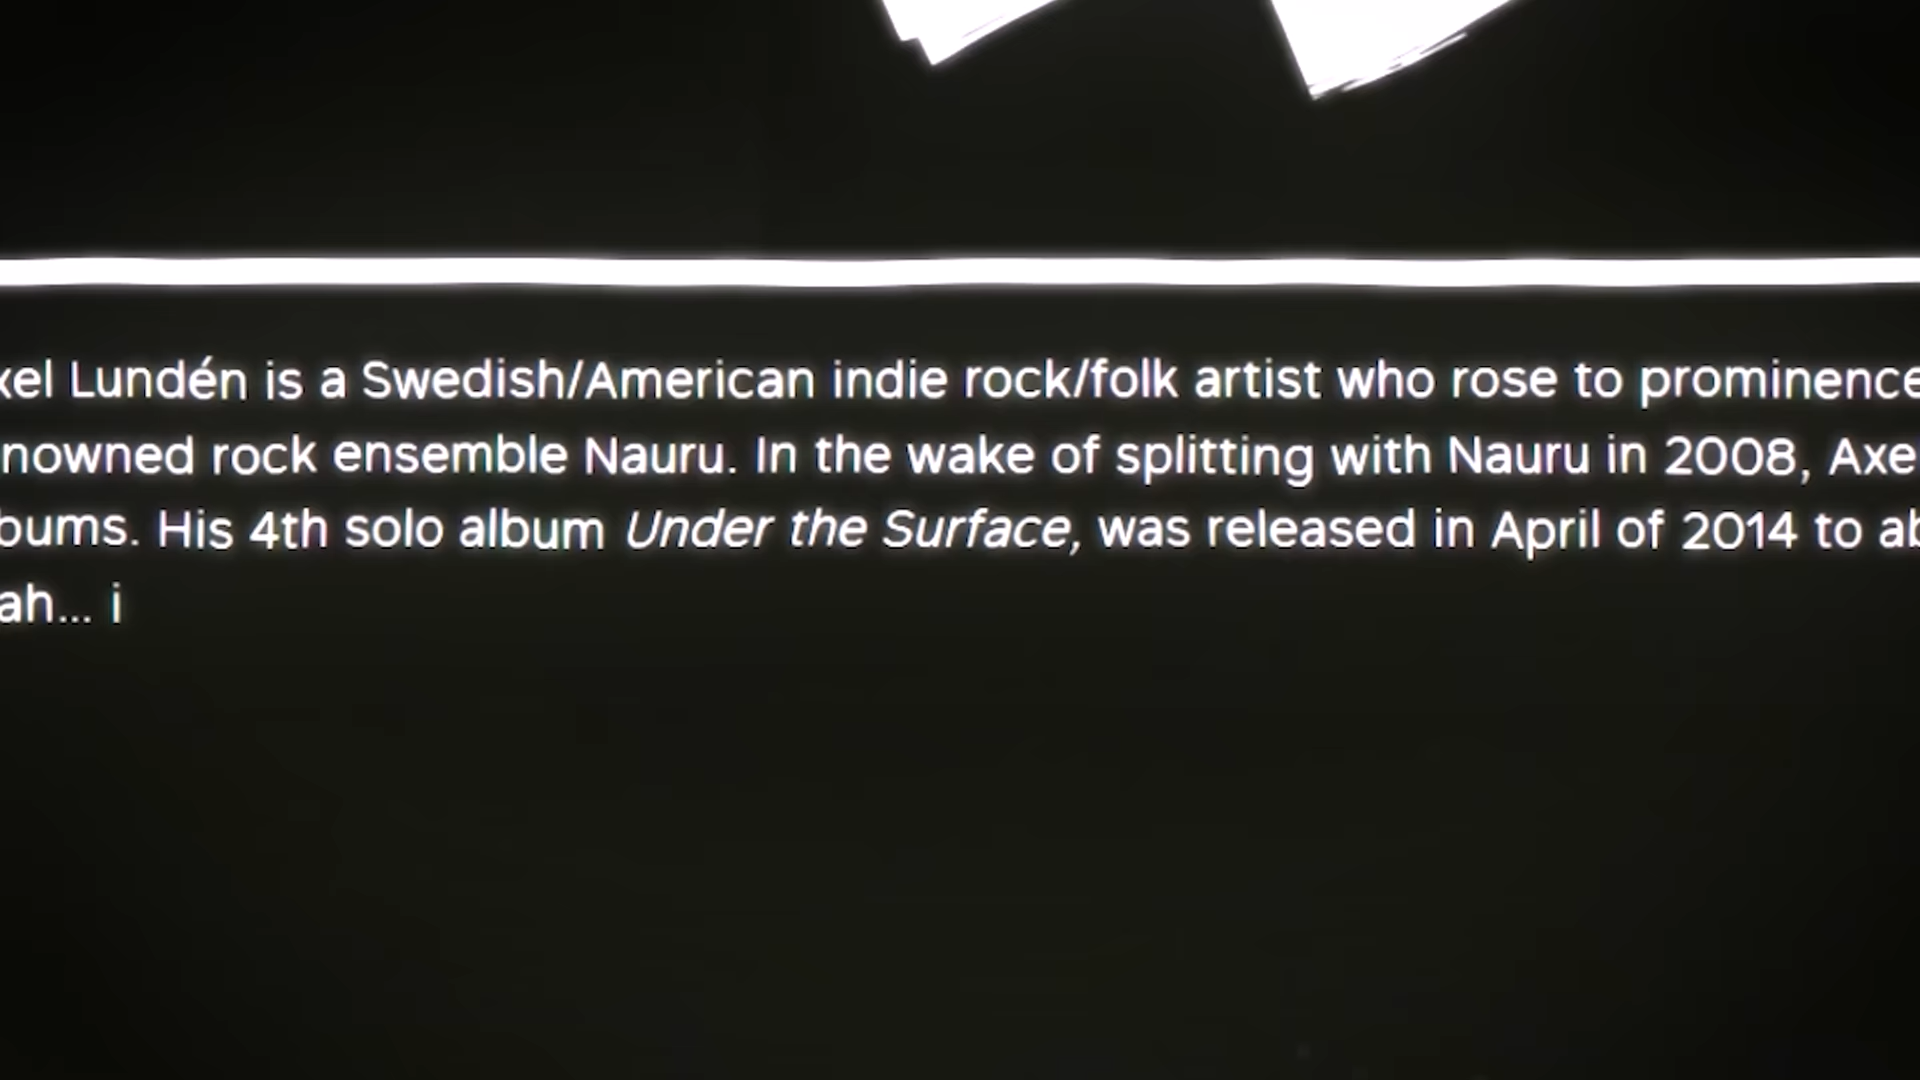 xel Lundén is a Swedish/American indie rock/folk artist who rose to prominence
nowned rock ensemble Nauru. In the wake of splitting with Nauru in 2008, Axe
bums. His 4th solo album Under the Surface, was released in April of 2014 to ab
ah... i